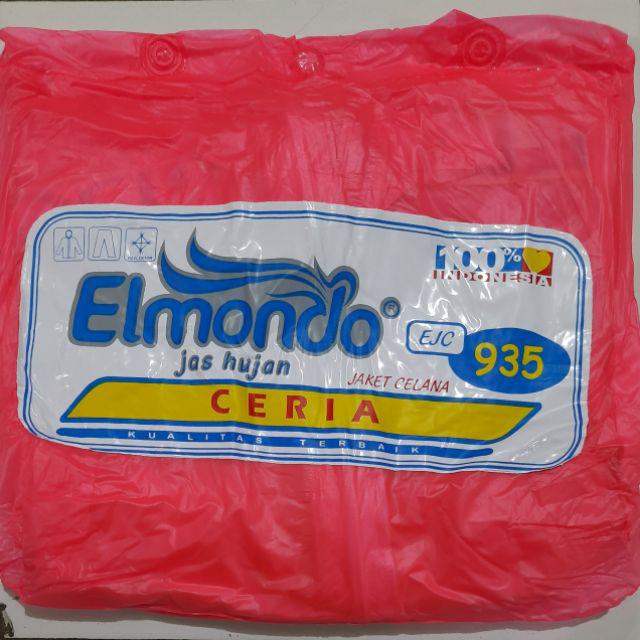 100%
INDONESIA
Elmondo®
jas hujan
EJC
935
JAKET CELANA
CERIA
KUALITAS TERBAIK